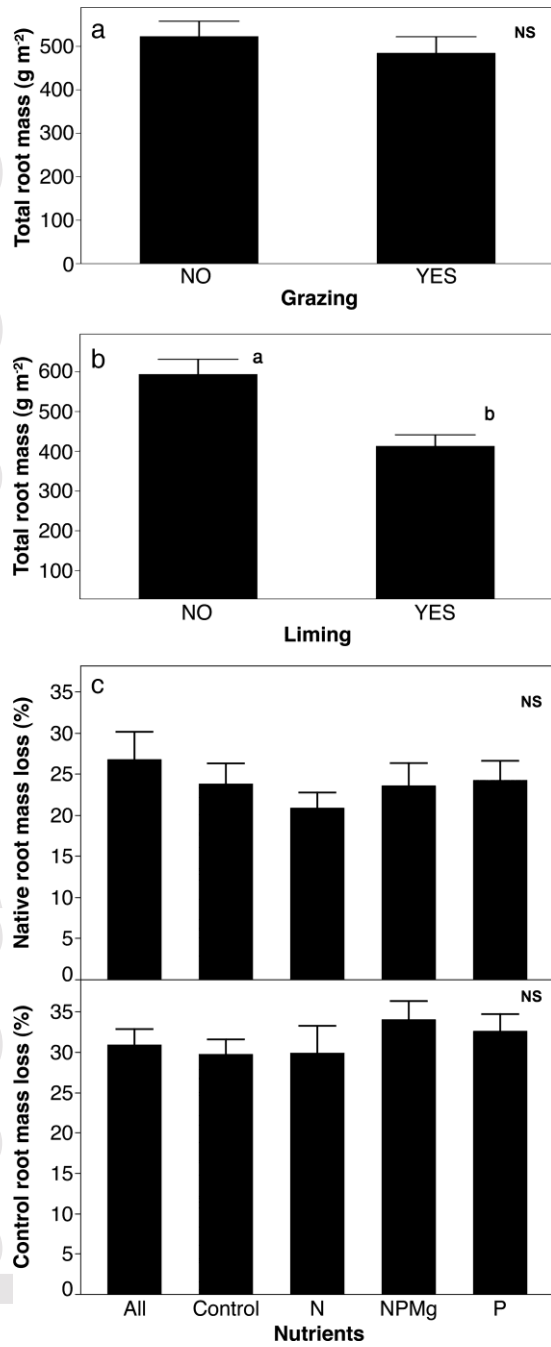 a
NS
Total root mass (g m⁻²)
500
400
300
200
100
0
NO
YES
Grazing
b
a
b
Total root mass (g m⁻²)
600
500
400
300
200
100
NO
YES
Liming
c
NS
Native root mass loss (%)
35
30
25
20
15
10
5
0
NS
Control root mass loss (%)
35
30
25
20
15
10
5
0
All
Control
N
NPMg
P
Nutrients